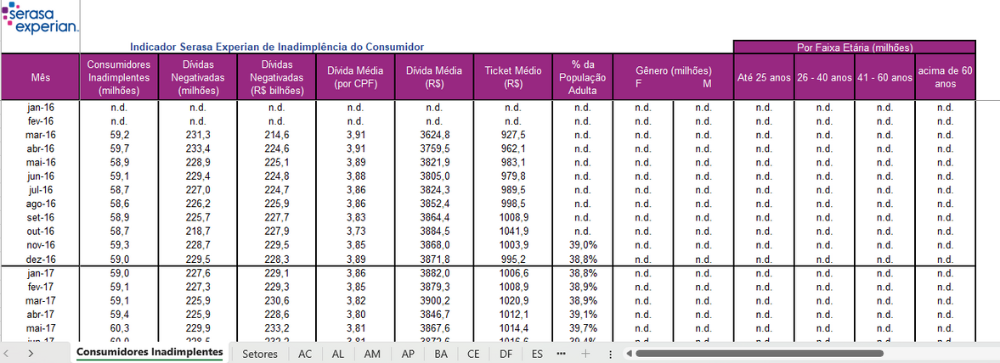 serasa
experian.
Indicador Serasa Experian de Inadimplência do Consumidor
Por Faixa Etária (milhões)
Mês Consumidores Inadimplentes (milhões) Dívidas Negativadas (milhões) Dívidas Negativadas (R$ bilhões) Dívida Média (por CPF) Dívida Média (R$) Ticket Médio (R$) % da População Adulta Gênero (milhões) F M Até 25 anos 26 - 40 anos 41 - 60 anos acima de 60 anos
jan-16 n.d. n.d. n.d. n.d. n.d. n.d. n.d. n.d. n.d. n.d. n.d. n.d. n.d.
fev-16 n.d. n.d. n.d. n.d. n.d. n.d. n.d. n.d. n.d. n.d. n.d. n.d. n.d.
mar-16 59,2 231,3 214,6 3,91 3624,8 927,5 n.d. n.d. n.d. n.d. n.d. n.d. n.d.
abr-16 59,7 233,4 224,6 3,91 3759,5 962,1 n.d. n.d. n.d. n.d. n.d. n.d. n.d.
mai-16 58,9 228,9 225,1 3,89 3821,9 983,1 n.d. n.d. n.d. n.d. n.d. n.d. n.d.
jun-16 59,1 229,4 224,8 3,88 3805,0 979,8 n.d. n.d. n.d. n.d. n.d. n.d. n.d.
jul-16 58,7 227,0 224,7 3,86 3824,3 989,5 n.d. n.d. n.d. n.d. n.d. n.d. n.d.
ago-16 58,6 226,2 225,9 3,86 3852,4 998,5 n.d. n.d. n.d. n.d. n.d. n.d. n.d.
set-16 58,9 225,7 227,7 3,83 3864,4 1008,9 n.d. n.d. n.d. n.d. n.d. n.d. n.d.
out-16 58,7 218,7 227,9 3,73 3884,5 1041,9 n.d. n.d. n.d. n.d. n.d. n.d. n.d.
nov-16 59,3 228,7 229,5 3,85 3868,0 1003,9 39,0% n.d. n.d. n.d. n.d. n.d. n.d.
dez-16 59,0 229,5 228,3 3,89 3871,8 995,2 38,8% n.d. n.d. n.d. n.d. n.d. n.d.
jan-17 59,0 227,6 229,1 3,86 3882,0 1006,6 38,8% n.d. n.d. n.d. n.d. n.d. n.d.
fev-17 59,1 227,3 229,3 3,85 3879,3 1008,9 38,9% n.d. n.d. n.d. n.d. n.d. n.d.
mar-17 59,1 225,9 230,6 3,82 3900,2 1020,9 38,9% n.d. n.d. n.d. n.d. n.d. n.d.
abr-17 59,4 225,9 228,6 3,80 3846,7 1012,1 39,1% n.d. n.d. n.d. n.d. n.d. n.d.
mai-17 60,3 229,9 233,2 3,81 3867,6 1014,4 39,7% n.d. n.d. n.d. n.d. n.d. n.d.
Consumidores Inadimplentes Setores AC AL AM AP BA CE DF ES